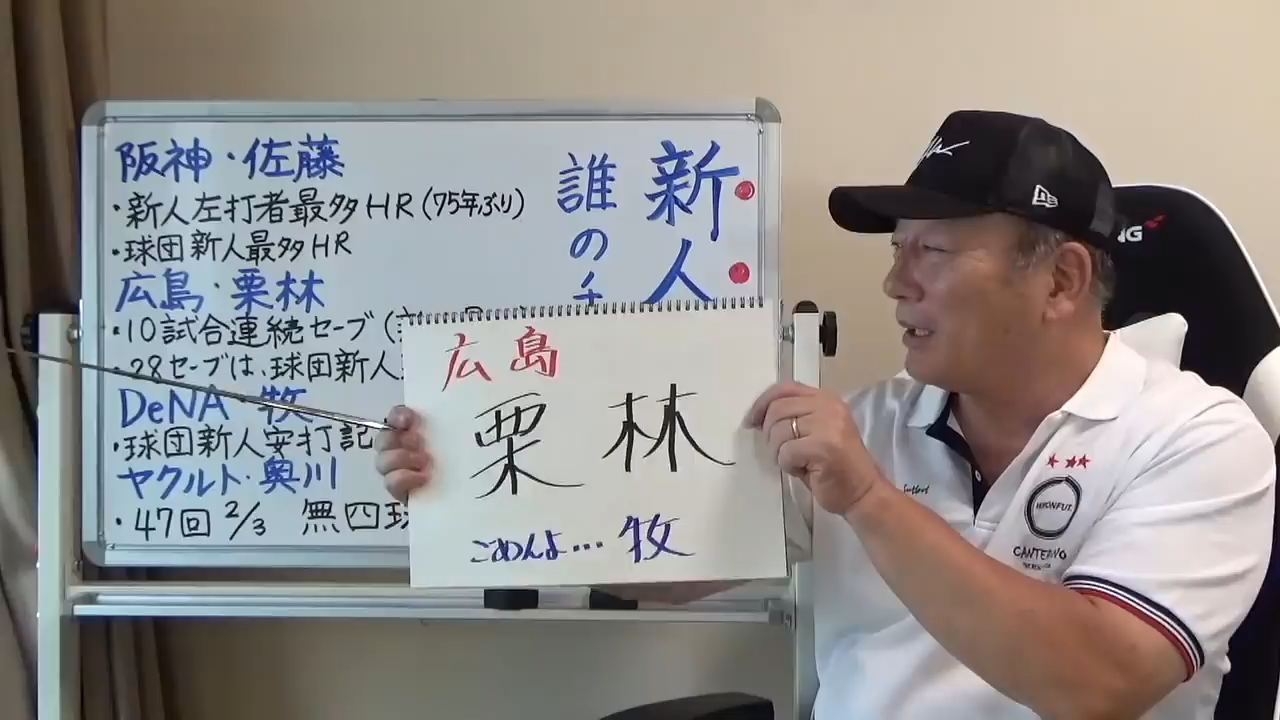 新人
誰のチ
阪神・佐藤
・新人左打者最多HR(75年ぶり)
・球団新人最多HR
広島・栗林
・10試合連続セーブ(
・28セーブは、球団新人
DeNA 牧
・球団新人安打記
ヤクルト・奥川
・47回 2/3 無四球
広島
栗林
ごめんよ… 牧
NG
CANTE